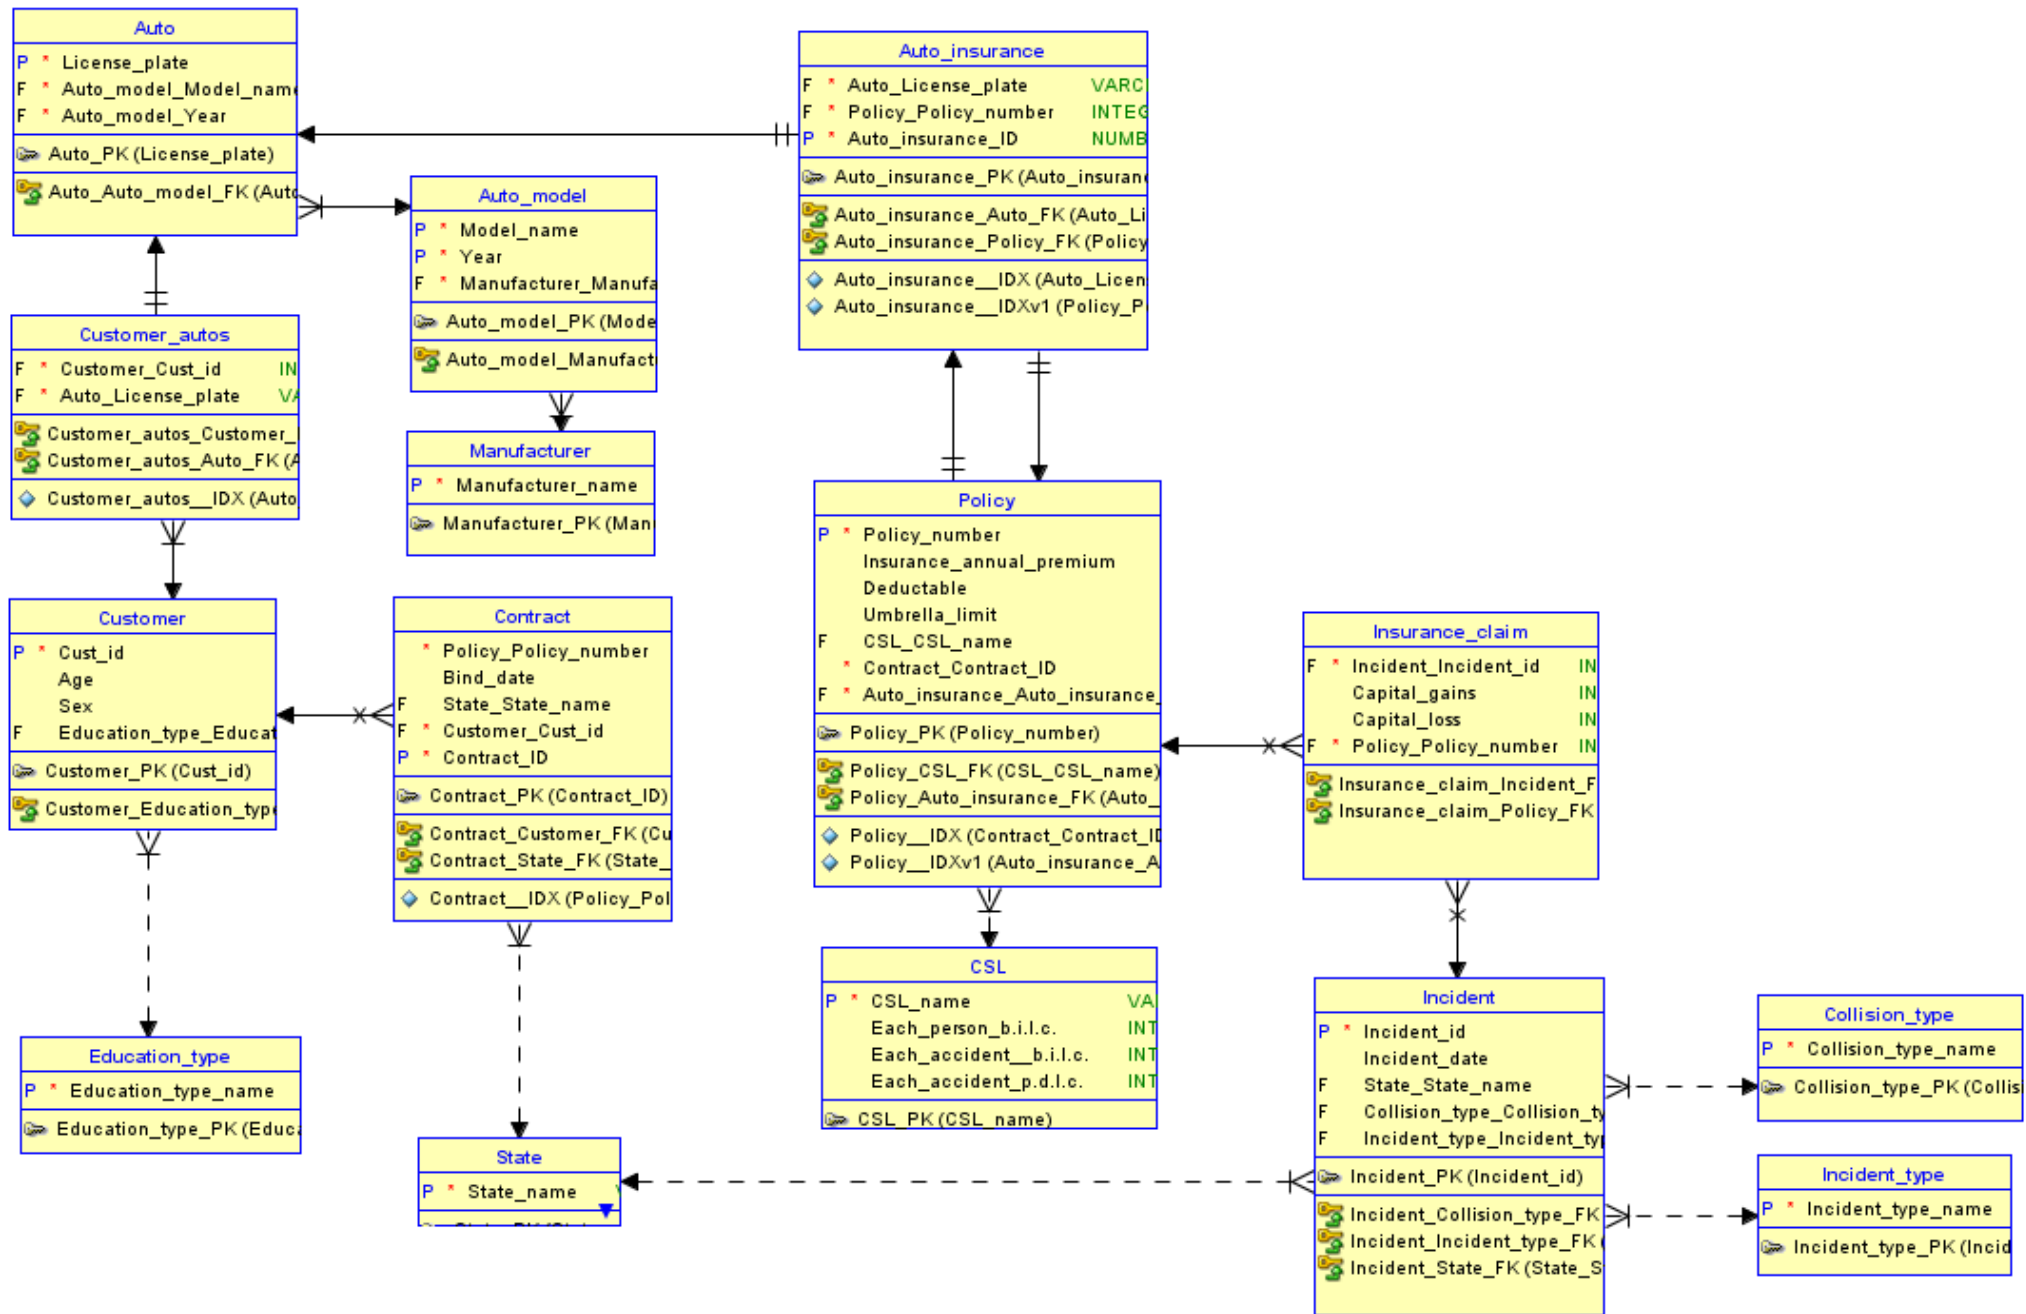 Auto
P * License_plate
F * Auto_model_Model_name
F * Auto_model_Year
Auto_PK (License_plate)
Auto_Auto_model_FK (Auto
Auto_insurance
F * Auto_License_plate VARC
F * Policy_Policy_number INTEG
P * Auto_insurance_ID NUMB
Auto_insurance_PK (Auto_insuran
Auto_insurance_Auto_FK (Auto_Li
Auto_insurance_Policy_FK (Policy
Auto_insurance__IDX (Auto_Licen
Auto_insurance__IDXv1 (Policy_P
Auto_model
P * Model_name
P * Year
F * Manufacturer_Manufa
Auto_model_PK (Mode
Auto_model_Manufact
Customer_autos
F * Customer_Cust_id IN
F * Auto_License_plate VA
Customer_autos_Customer_
Customer_autos_Auto_FK (A
Customer_autos__IDX (Auto
Manufacturer
P * Manufacturer_name
Manufacturer_PK (Man
Policy
P * Policy_number
Insurance_annual_premium
Deductable
Umbrella_limit
F CSL_CSL_name
* Contract_Contract_ID
F * Auto_insurance_Auto_insurance_
Policy_PK (Policy_number)
Policy_CSL_FK (CSL_CSL_name)
Policy_Auto_insurance_FK (Auto_
Policy__IDX (Contract_Contract_ID
Policy__IDXv1 (Auto_insurance_A
Customer
P * Cust_id
Age
Sex
F Education_type_Educat
Customer_PK (Cust_id)
Customer_Education_type
Contract
* Policy_Policy_number
Bind_date
F State_State_name
F * Customer_Cust_id
P * Contract_ID
Contract_PK (Contract_ID)
Contract_Customer_FK (Cu
Contract_State_FK (State_
Contract__IDX (Policy_Pol
Insurance_claim
F * Incident_Incident_id IN
Capital_gains IN
Capital_loss IN
F * Policy_Policy_number IN
Insurance_claim_Incident_F
Insurance_claim_Policy_FK
CSL
P * CSL_name VA
Each_person_b.i.l.c. INT
Each_accident__b.i.l.c. INT
Each_accident_p.d.l.c. INT
CSL_PK (CSL_name)
Incident
P * Incident_id
Incident_date
F State_State_name
F Collision_type_Collision_ty
F Incident_type_Incident_typ
Incident_PK (Incident_id)
Incident_Collision_type_FK
Incident_Incident_type_FK (
Incident_State_FK (State_S
Collision_type
P * Collision_type_name
Collision_type_PK (Collis
Education_type
P * Education_type_name
Education_type_PK (Educa
State
P * State_name
Incident_type
P * Incident_type_name
Incident_type_PK (Incid